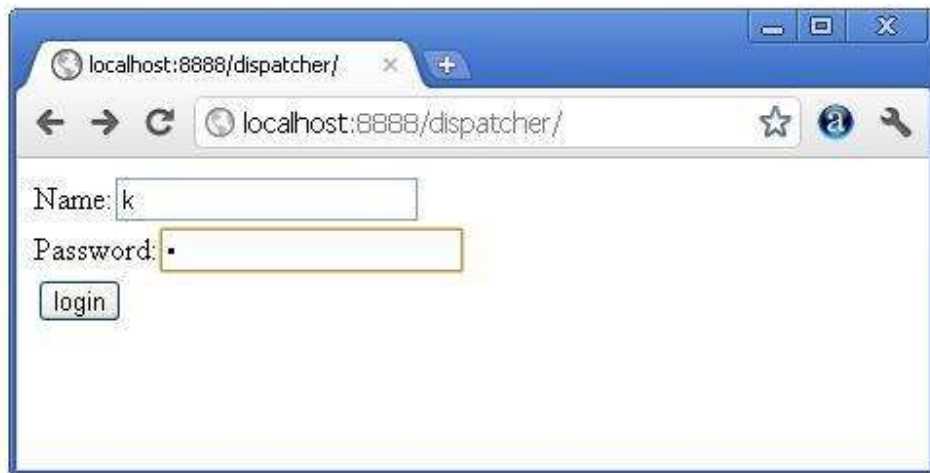 localhost:8888/dispatcher/
localhost:8888/dispatcher/
Name: k
Password: •
login